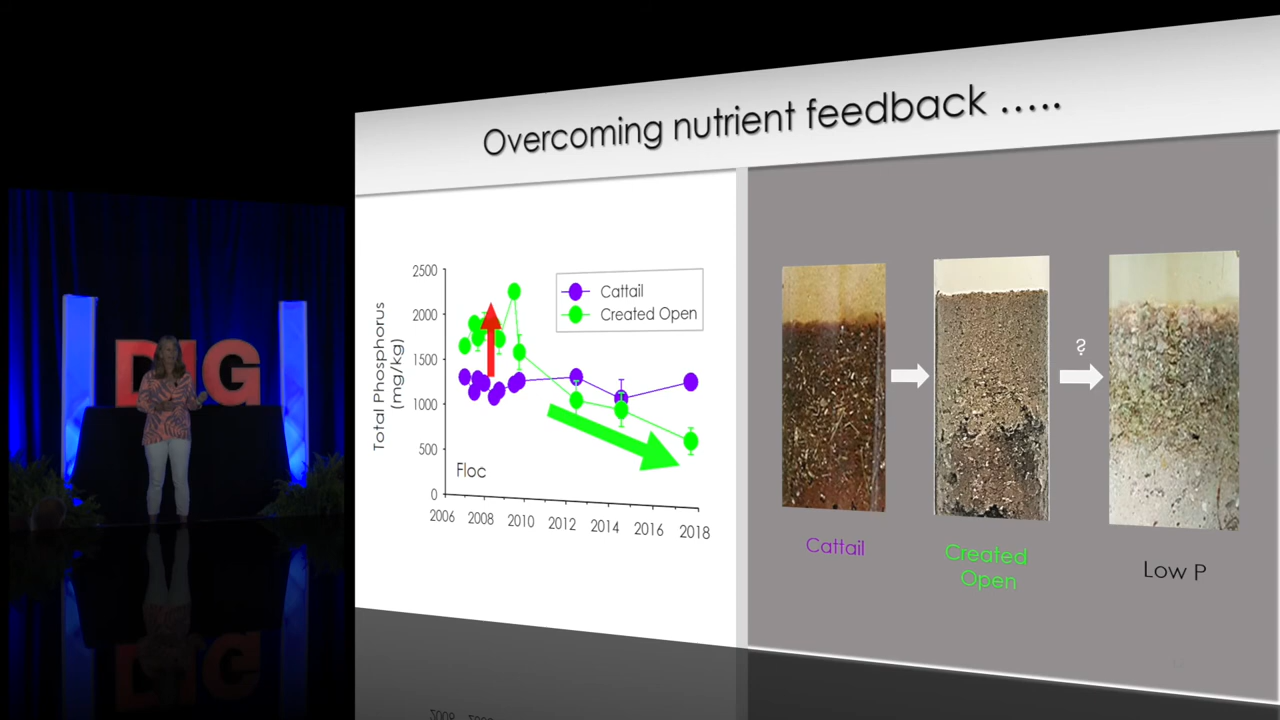 DIG
Overcoming nutrient feedback .....
Total Phosphorus
(mg/kg)
2500
2000
1500
1000
500
0
Cattail
Created Open
Floc
2006 2008 2010 2012 2014 2016 2018
?
Cattail
Created
Open
Low P